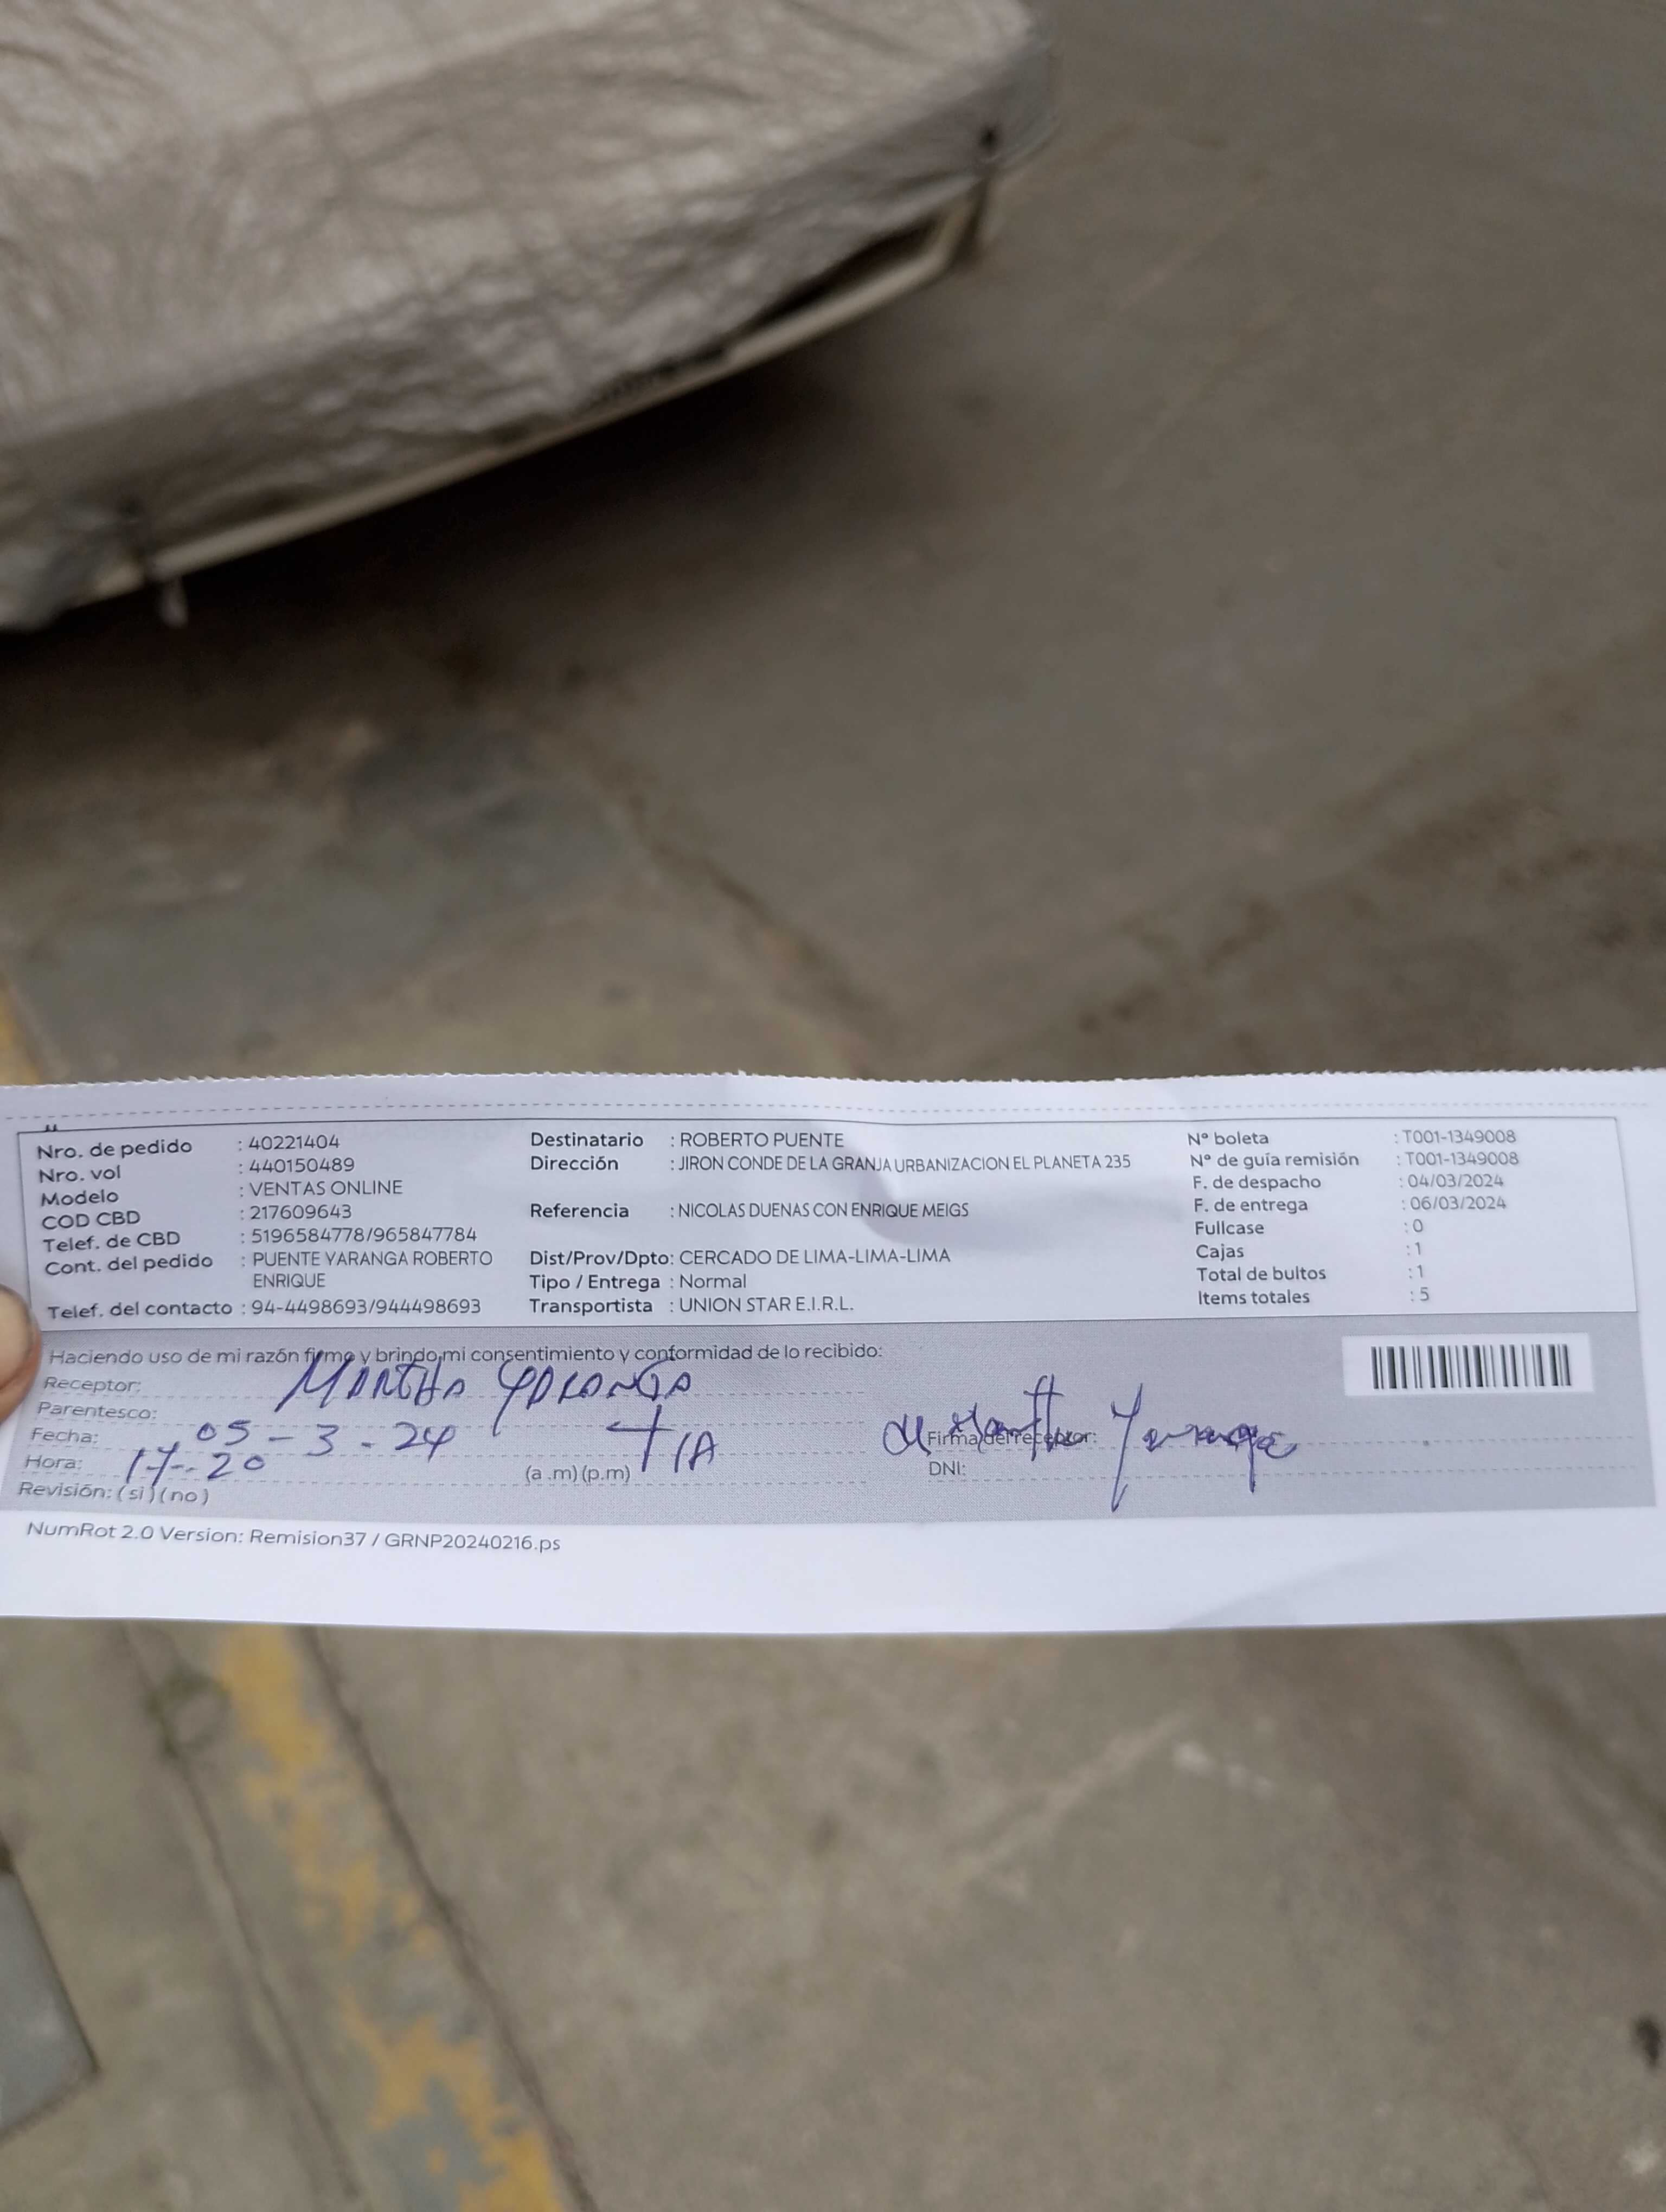 Nro. de pedido : 40221404
Nro. vol : 440150489
Modelo : VENTAS ONLINE
COD CBD : 217609643
Telef. de CBD : 5196584778/965847784
Cont. del pedido : PUENTE YARANGA ROBERTO
ENRIQUE
Telef. del contacto : 94-4498693/944498693
Destinatario : ROBERTO PUENTE
Dirección : JIRON CONDE DE LA GRANJA URBANIZACION EL PLANETA 235
Referencia : NICOLAS DUENAS CON ENRIQUE MEIGS
Dist/Prov/Dpto: CERCADO DE LIMA-LIMA-LIMA
Tipo / Entrega : Normal
Transportista : UNION STAR E.I.R.L.
Nº boleta : T001-1349008
Nº de guía remisión : T001-1349008
F. de despacho : 04/03/2024
F. de entrega : 06/03/2024
Fullcase : 0
Cajas : 1
Total de bultos : 1
Items totales : 5
Haciendo uso de mi razón firmo y brindo mi consentimiento y conformidad de lo recibido:
Receptor: MARTHA YARANGA
Parentesco: TIA
Fecha: 05-3-24
Hora: 17-20 (a .m) (p.m)
Revisión: (si) (no)
Firma del receptor: Martha Yaranga
DNI:
NumRot 2.0 Version: Remision37 / GRNP20240216.ps